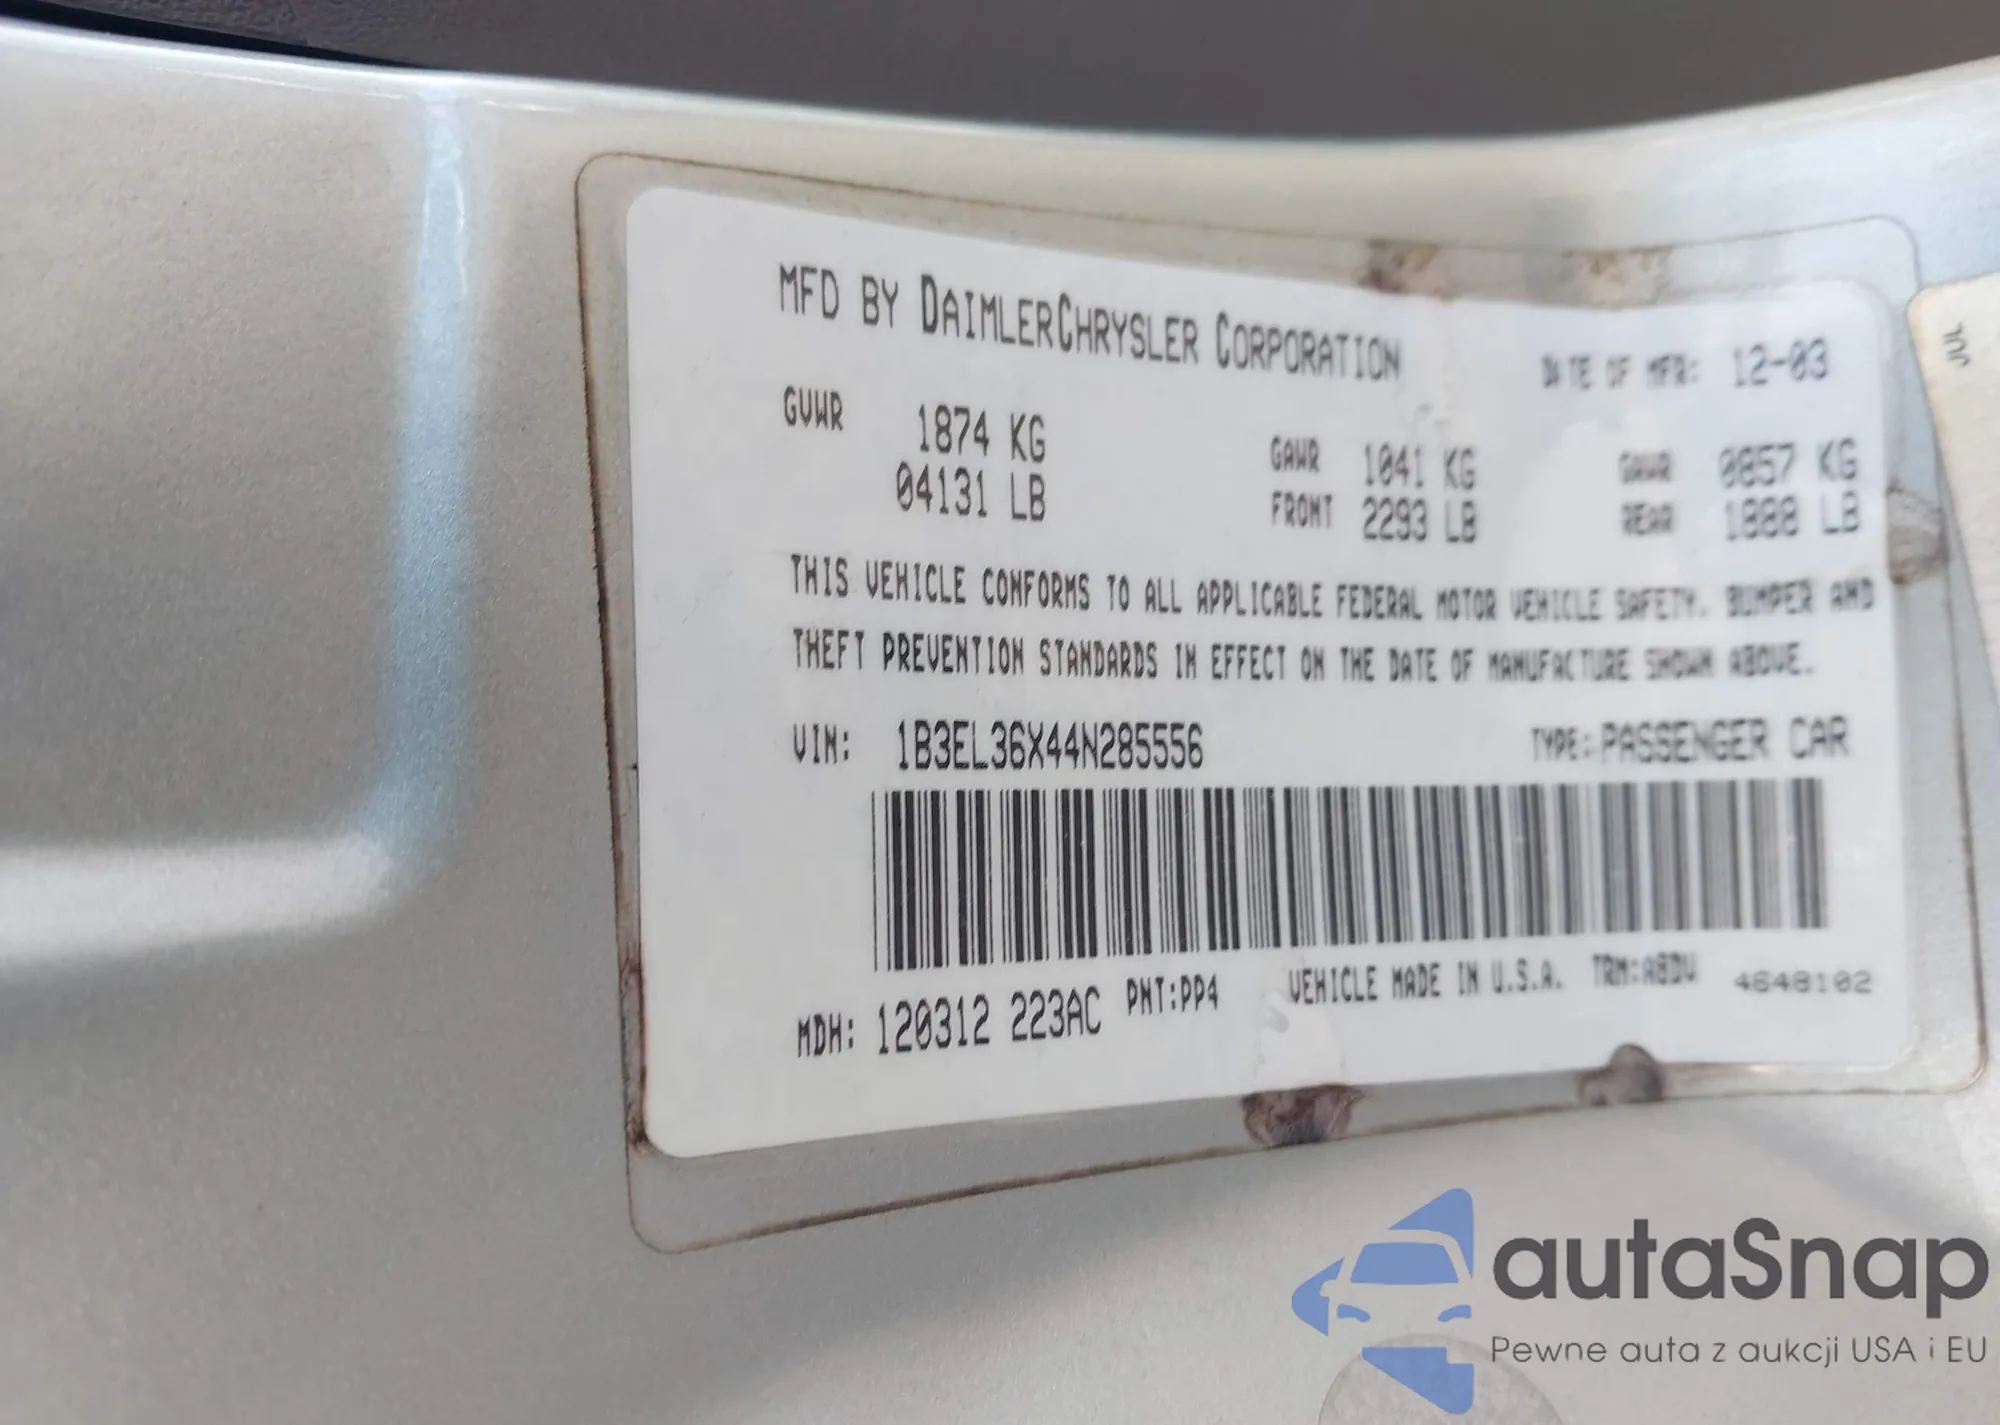 MFD BY DAIMLERCHRYSLER CORPORATION DATE OF MFR: 12-03
GVWR 1874 KG GAWR 1041 KG GAWR 0857 KG
04131 LB FRONT 2293 LB REAR 1888 LB
THIS VEHICLE CONFORMS TO ALL APPLICABLE FEDERAL MOTOR VEHICLE SAFETY, BUMPER AND
THEFT PREVENTION STANDARDS IN EFFECT ON THE DATE OF MANUFACTURE SHOWN ABOVE.
VIN: 1B3EL36X44N285556 TYPE: PASSENGER CAR
MDH: 120312 223AC PNT:PP4 VEHICLE MADE IN U.S.A. TRM:A8DV 4648102
JUL
autaSnap
Pewne auta z aukcji USA i EU